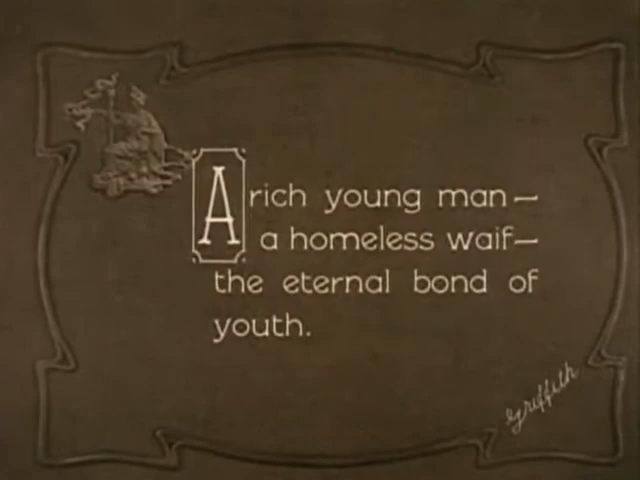 A rich young man—
a homeless waif—
the eternal bond of
youth.
Griffith